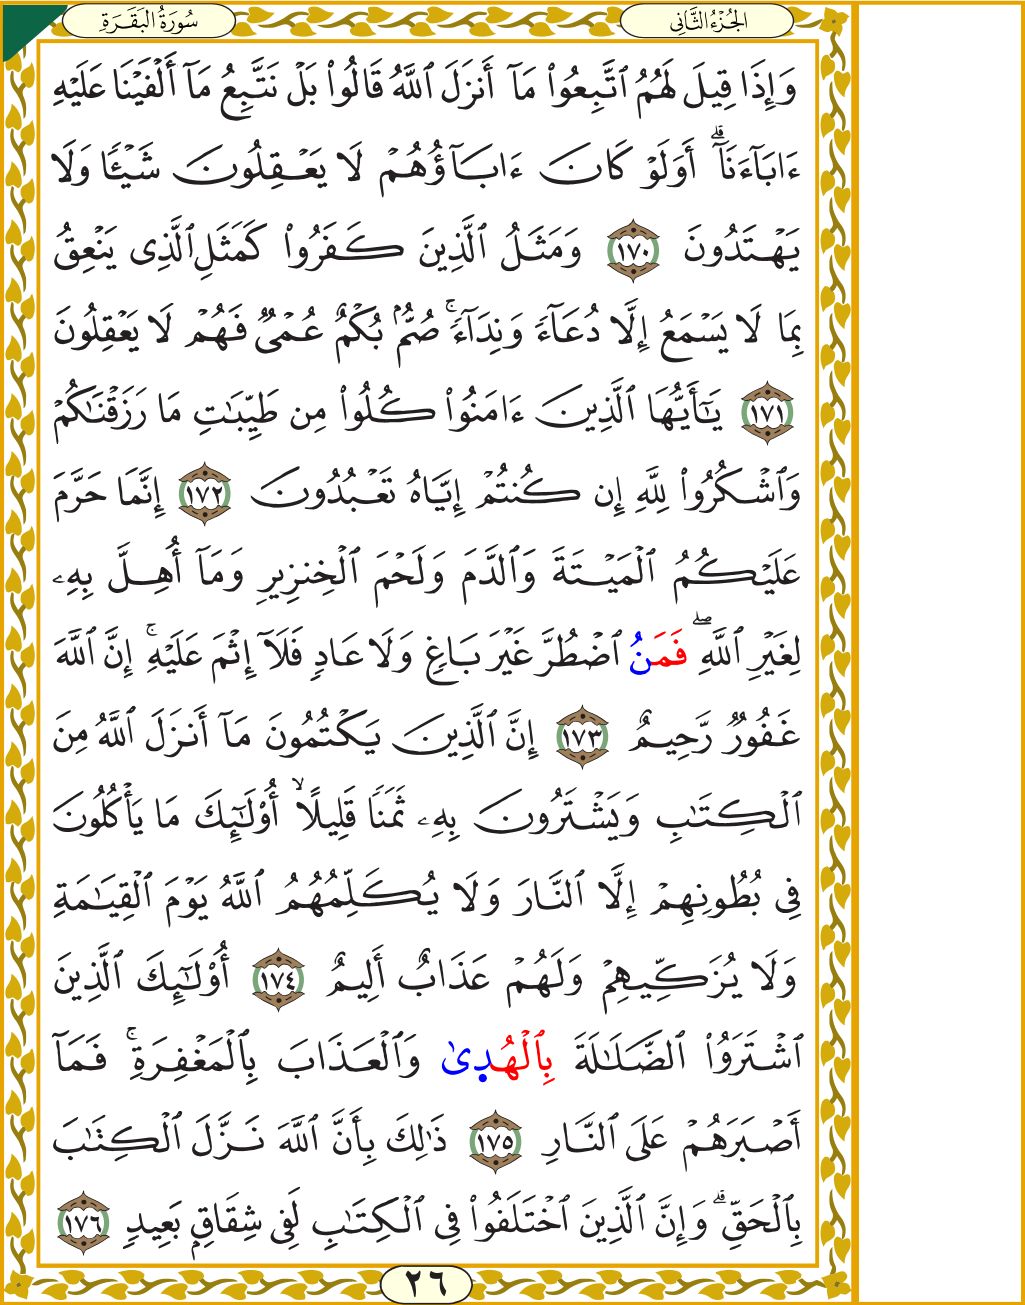 سُورَةُ البَقَرَةِ
الجُزْءُ الثَّانِي
وَإِذَا قِيلَ لَهُمُ ٱتَّبِعُوا۟ مَآ أَنزَلَ ٱللَّهُ قَالُوا۟ بَلْ نَتَّبِعُ مَآ أَلْفَيْنَا عَلَيْهِ
ءَابَآءَنَآ ۗ أَوَلَوْ كَانَ ءَابَآؤُهُمْ لَا يَعْقِلُونَ شَيْـًٔا وَلَا
يَهْتَدُونَ ١٧٠ وَمَثَلُ ٱلَّذِينَ كَفَرُوا۟ كَمَثَلِ ٱلَّذِى يَنْعِقُ
بِمَا لَا يَسْمَعُ إِلَّا دُعَآءً وَنِدَآءً ۚ صُمٌّۢ بُكْمٌ عُمْىٌ فَهُمْ لَا يَعْقِلُونَ
١٧١ يَـٰٓأَيُّهَا ٱلَّذِينَ ءَامَنُوا۟ كُلُوا۟ مِن طَيِّبَـٰتِ مَا رَزَقْنَـٰكُمْ
وَٱشْكُرُوا۟ لِلَّهِ إِن كُنتُمْ إِيَّاهُ تَعْبُدُونَ ١٧٢ إِنَّمَا حَرَّمَ
عَلَيْكُمُ ٱلْمَيْتَةَ وَٱلدَّمَ وَلَحْمَ ٱلْخِنزِيرِ وَمَآ أُهِلَّ بِهِۦ
لِغَيْرِ ٱللَّهِ ۖ فَمَنُ ٱضْطُرَّ غَيْرَ بَاغٍ وَلَا عَادٍ فَلَآ إِثْمَ عَلَيْهِ ۚ إِنَّ ٱللَّهَ
غَفُورٌ رَّحِيمٌ ١٧٣ إِنَّ ٱلَّذِينَ يَكْتُمُونَ مَآ أَنزَلَ ٱللَّهُ مِنَ
ٱلْكِتَـٰبِ وَيَشْتَرُونَ بِهِۦ ثَمَنًا قَلِيلًا ۙ أُو۟لَـٰٓئِكَ مَا يَأْكُلُونَ
فِى بُطُونِهِمْ إِلَّا ٱلنَّارَ وَلَا يُكَلِّمُهُمُ ٱللَّهُ يَوْمَ ٱلْقِيَـٰمَةِ
وَلَا يُزَكِّيهِمْ وَلَهُمْ عَذَابٌ أَلِيمٌ ١٧٤ أُو۟لَـٰٓئِكَ ٱلَّذِينَ
ٱشْتَرَوُا۟ ٱلضَّلَـٰلَةَ بِٱلْهُدِىٰ وَٱلْعَذَابَ بِٱلْمَغْفِرَةِ ۚ فَمَآ
أَصْبَرَهُمْ عَلَى ٱلنَّارِ ١٧٥ ذَٰلِكَ بِأَنَّ ٱللَّهَ نَزَّلَ ٱلْكِتَـٰبَ
بِٱلْحَقِّ ۗ وَإِنَّ ٱلَّذِينَ ٱخْتَلَفُوا۟ فِى ٱلْكِتَـٰبِ لَفِى شِقَاقٍۭ بَعِيدٍ ١٧٦
٢٦